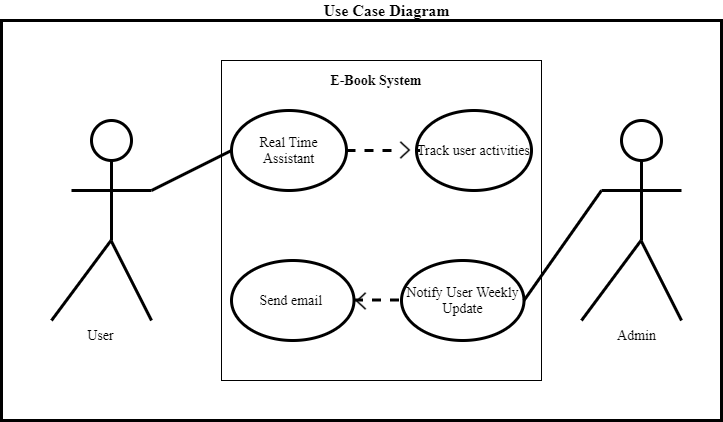 Use Case Diagram
E-Book System
Real Time
Assistant
Track user activities
Send email
Notify User Weekly
Update
User
Admin